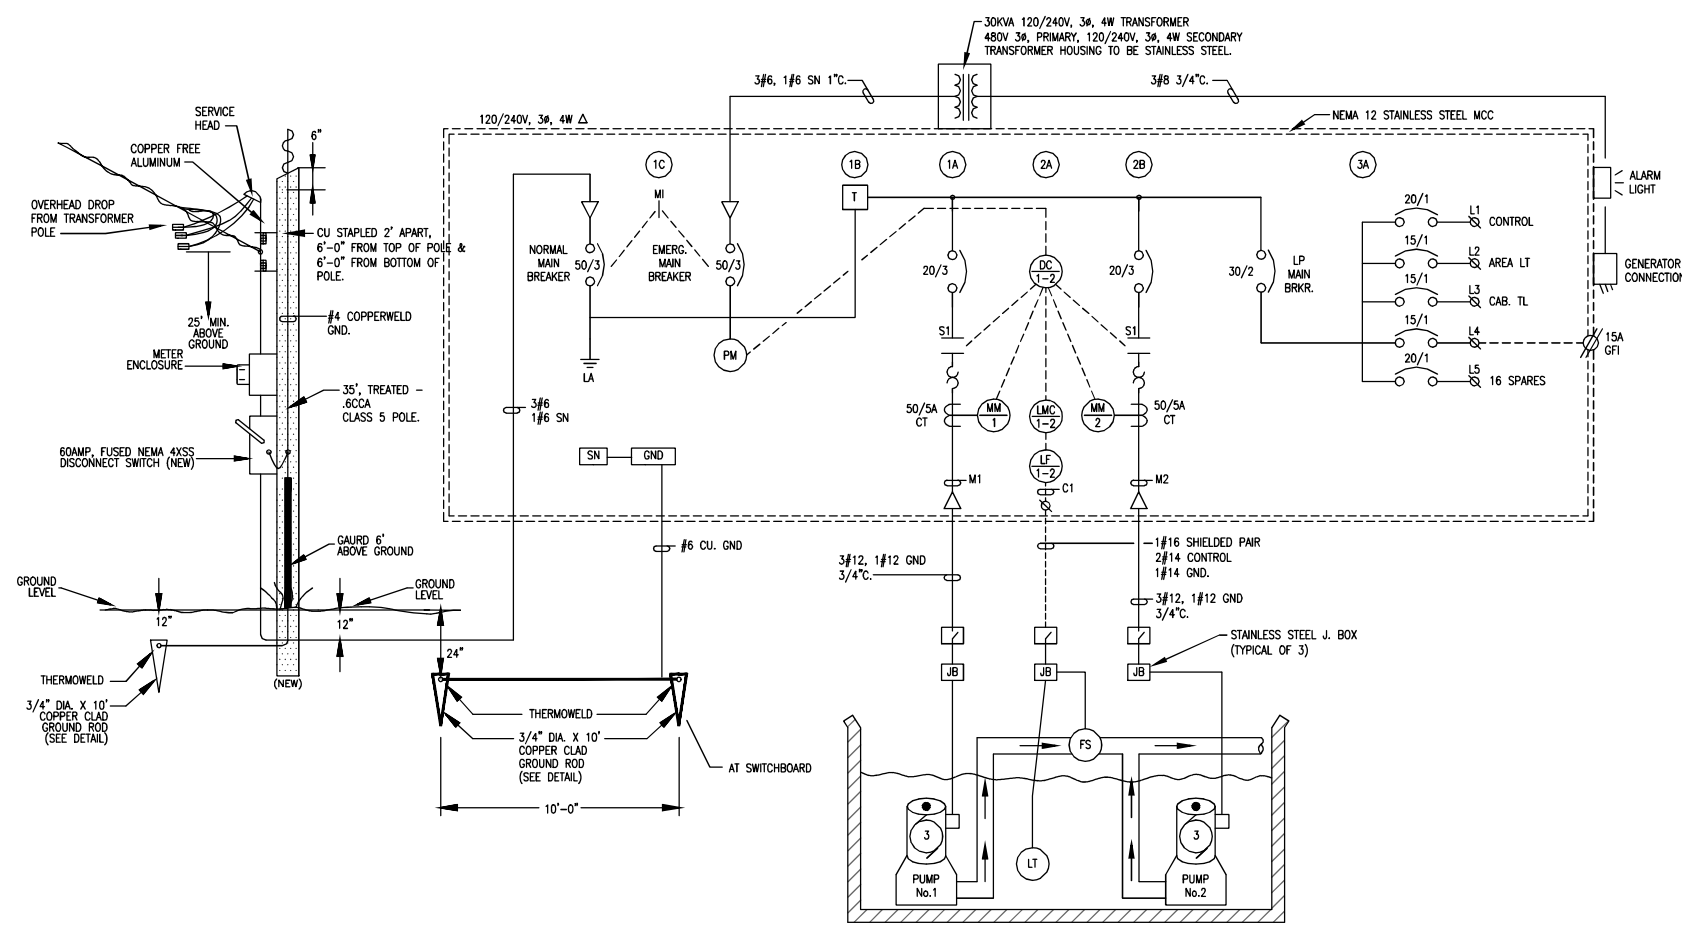 30KVA 120/240V, 3ø, 4W TRANSFORMER
480V 3ø, PRIMARY, 120/240V, 3ø, 4W SECONDARY
TRANSFORMER HOUSING TO BE STAINLESS STEEL.
3#6, 1#6 SN 1"C.
3#8 3/4"C.
120/240V, 3ø, 4W Δ
NEMA 12 STAINLESS STEEL MCC
SERVICE
HEAD
6"
COPPER FREE
ALUMINUM
OVERHEAD DROP
FROM TRANSFORMER
POLE
CU STAPLED 2' APART,
6'-0" FROM TOP OF POLE &
6'-0" FROM BOTTOM OF
POLE.
25' MIN.
ABOVE
GROUND
#4 COPPERWELD
GND.
METER
ENCLOSURE
35', TREATED -
.6CCA
CLASS 5 POLE.
60AMP, FUSED NEMA 4XSS
DISCONNECT SWITCH (NEW)
GAURD 6'
ABOVE GROUND
GROUND
LEVEL
GROUND
LEVEL
12"
12"
24"
THERMOWELD
(NEW)
3/4" DIA. X 10'
COPPER CLAD
GROUND ROD
(SEE DETAIL)
THERMOWELD
3/4" DIA. X 10'
COPPER CLAD
GROUND ROD
(SEE DETAIL)
10'-0"
AT SWITCHBOARD
3#6
1#6 SN
SN
GND
#6 CU. GND
1C
1B
1A
2A
2B
3A
MI
T
NORMAL
MAIN
BREAKER
50/3
EMERG.
MAIN
BREAKER
50/3
LA
PM
20/3
DC
1-2
20/3
30/2
LP
MAIN
BRKR.
S1
S1
50/5A
CT
MM
1
LMC
1-2
MM
2
50/5A
CT
LF
1-2
M1
C1
M2
20/1
L1
CONTROL
15/1
L2
AREA LT
15/1
L3
CAB. TL
15/1
L4
20/1
L5
16 SPARES
ALARM
LIGHT
GENERATOR
CONNECTION
15A
GFI
3#12, 1#12 GND
3/4"C.
1#16 SHIELDED PAIR
2#14 CONTROL
1#14 GND.
3#12, 1#12 GND
3/4"C.
STAINLESS STEEL J. BOX
(TYPICAL OF 3)
JB
JB
JB
FS
LT
3
3
PUMP
No.1
PUMP
No.2